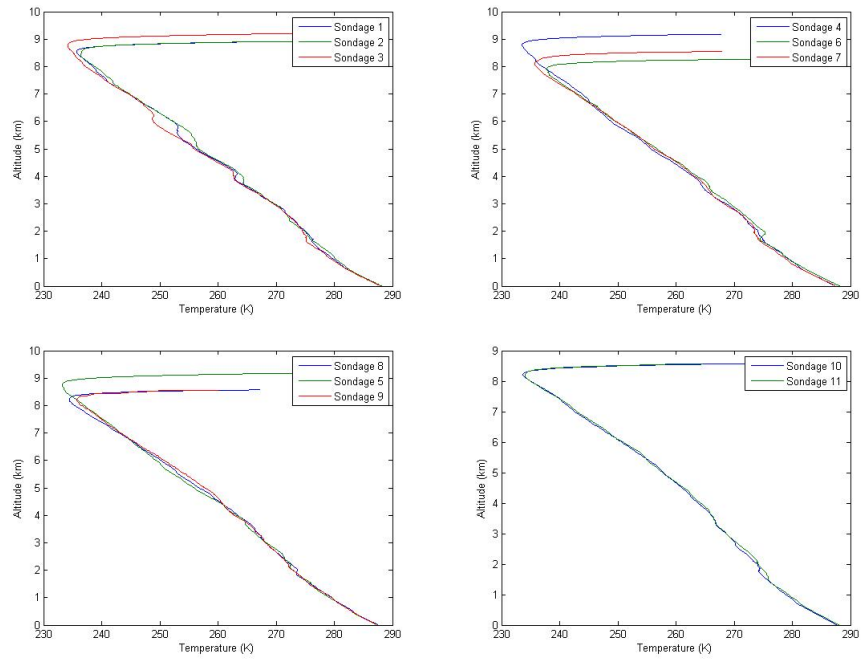 10
9
8
7
6
5
4
3
2
1
0
Altitude (km)
230 240 250 260 270 280 290
Temperature (K)
Sondage 1
Sondage 2
Sondage 3
10
9
8
7
6
5
4
3
2
1
0
Altitude (km)
230 240 250 260 270 280 290
Temperature (K)
Sondage 4
Sondage 6
Sondage 7
10
9
8
7
6
5
4
3
2
1
0
Altitude (km)
230 240 250 260 270 280 290
Temperature (K)
Sondage 8
Sondage 5
Sondage 9
9
8
7
6
5
4
3
2
1
0
Altitude (km)
230 240 250 260 270 280 290
Temperature (K)
Sondage 10
Sondage 11